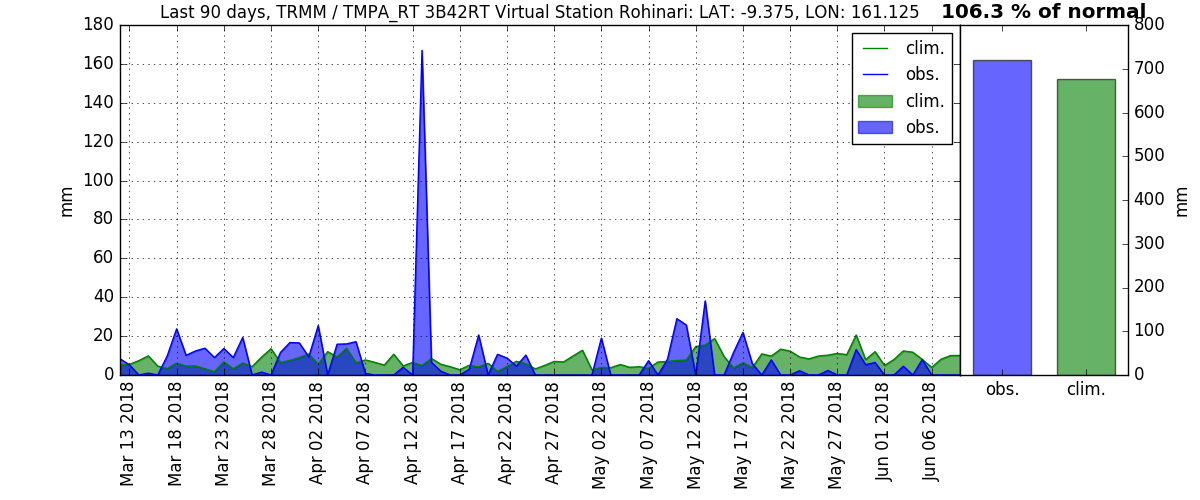 Last 90 days, TRMM / TMPA_RT 3B42RT Virtual Station Rohinari: LAT: -9.375, LON: 161.125
106.3 % of normal
180
160
140
120
100
80
60
40
20
0
mm
clim.
obs.
clim.
obs.
800
700
600
500
400
300
200
100
0
mm
obs.
clim.
Mar 13 2018
Mar 18 2018
Mar 23 2018
Mar 28 2018
Apr 02 2018
Apr 07 2018
Apr 12 2018
Apr 17 2018
Apr 22 2018
Apr 27 2018
May 02 2018
May 07 2018
May 12 2018
May 17 2018
May 22 2018
May 27 2018
Jun 01 2018
Jun 06 2018